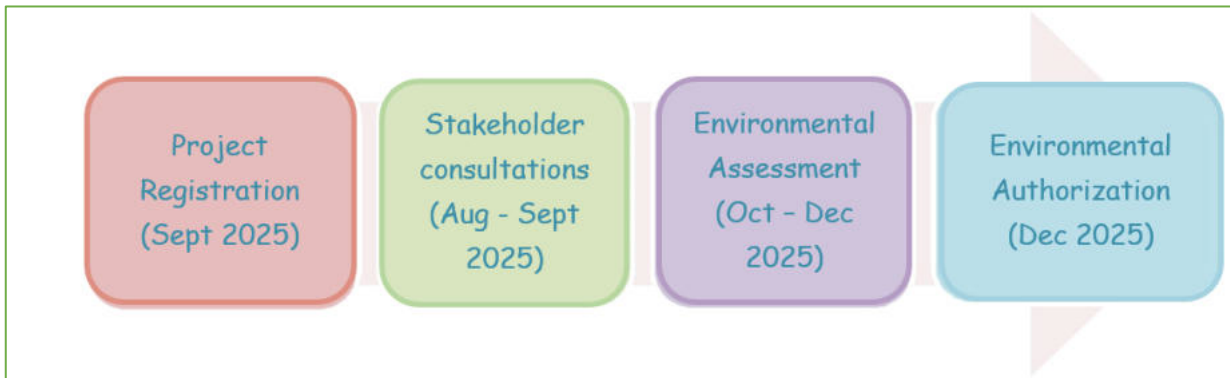 Project
Registration
(Sept 2025)
Stakeholder
consultations
(Aug - Sept
2025)
Environmental
Assessment
(Oct – Dec
2025)
Environmental
Authorization
(Dec 2025)